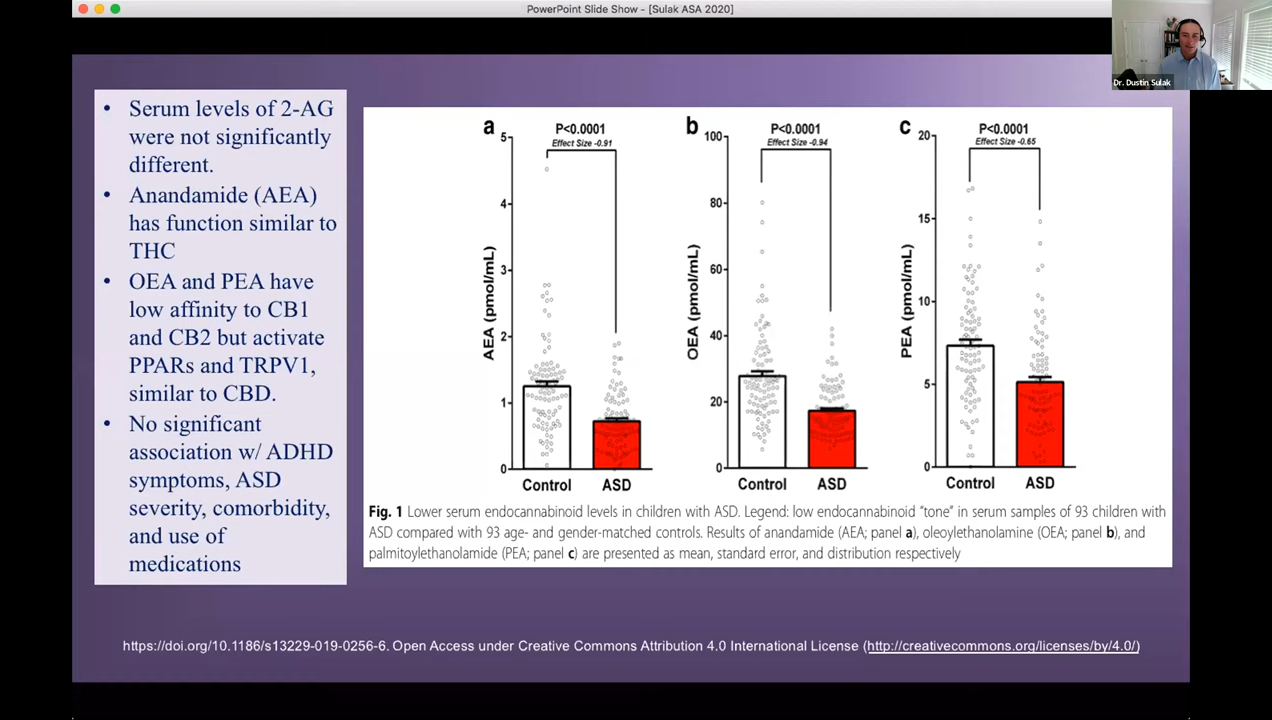 PowerPoint Slide Show - [Sulak ASA 2020]
Dr. Dustin Sulak
• Serum levels of 2-AG
were not significantly
different.
• Anandamide (AEA)
has function similar to
THC
• OEA and PEA have
low affinity to CB1
and CB2 but activate
PPARs and TRPV1,
similar to CBD.
• No significant
association w/ ADHD
symptoms, ASD
severity, comorbidity,
and use of
medications
a
P<0.0001
Effect Size -0.91
AEA (pmol/mL)
5
4
3
2
1
0
Control ASD
b
P<0.0001
Effect Size -0.94
OEA (pmol/mL)
100
80
60
40
20
0
Control ASD
c
P<0.0001
Effect Size -0.65
PEA (pmol/mL)
20
15
10
5
0
Control ASD
Fig. 1 Lower serum endocannabinoid levels in children with ASD. Legend: low endocannabinoid “tone” in serum samples of 93 children with
ASD compared with 93 age- and gender-matched controls. Results of anandamide (AEA; panel a), oleoylethanolamine (OEA; panel b), and
palmitoylethanolamide (PEA; panel c) are presented as mean, standard error, and distribution respectively
https://doi.org/10.1186/s13229-019-0256-6. Open Access under Creative Commons Attribution 4.0 International License (http://creativecommons.org/licenses/by/4.0/)